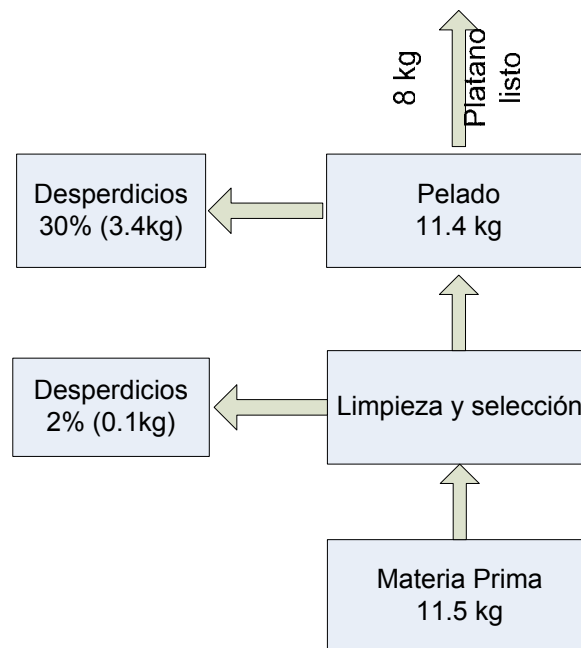 8 kg
Platano
listo
Desperdicios
30% (3.4kg)
Pelado
11.4 kg
Desperdicios
2% (0.1kg)
Limpieza y selección
Materia Prima
11.5 kg